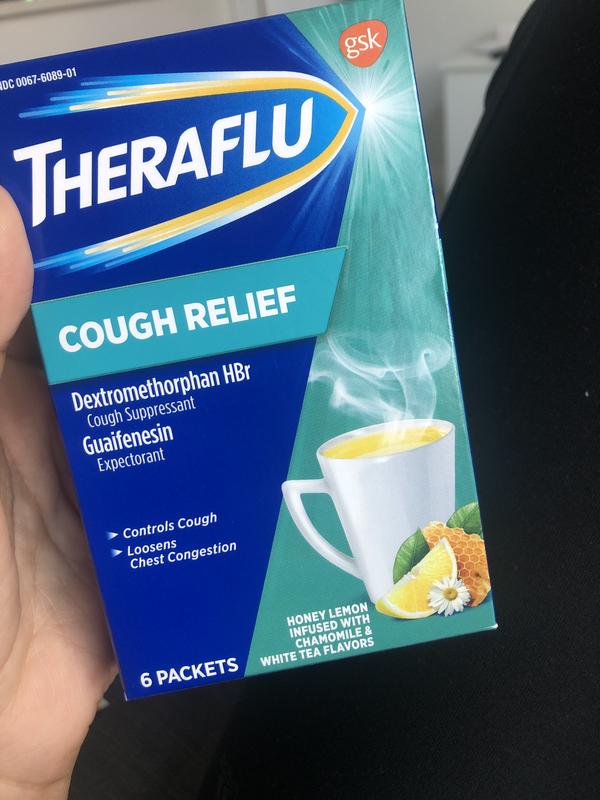 NDC 0067-6089-01
gsk
THERAFLU
COUGH RELIEF
Dextromethorphan HBr
Cough Suppressant
Guaifenesin
Expectorant
Controls Cough
Loosens
Chest Congestion
HONEY LEMON
INFUSED WITH
CHAMOMILE &
WHITE TEA FLAVORS
6 PACKETS